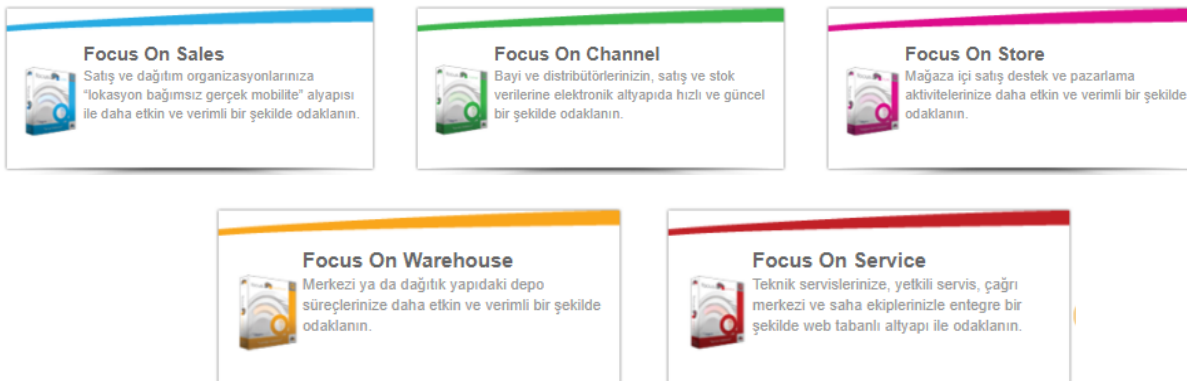 Focus On Sales
Satış ve dağıtım organizasyonlarınıza
“lokasyon bağımsız gerçek mobilite” alyapısı
ile daha etkin ve verimli bir şekilde odaklanın.
Focus On Channel
Bayi ve distribütörlerinizin, satış ve stok
verilerine elektronik altyapıda hızlı ve güncel
bir şekilde odaklanın.
Focus On Store
Mağaza içi satış destek ve pazarlama
aktivitelerinize daha etkin ve verimli bir şekilde
odaklanın.
Focus On Warehouse
Merkezi ya da dağıtık yapıdaki depo
süreçlerinize daha etkin ve verimli bir şekilde
odaklanın.
Focus On Service
Teknik servislerinize, yetkili servis, çağrı
merkezi ve saha ekiplerinizle entegre bir
şekilde web tabanlı altyapı ile odaklanın.